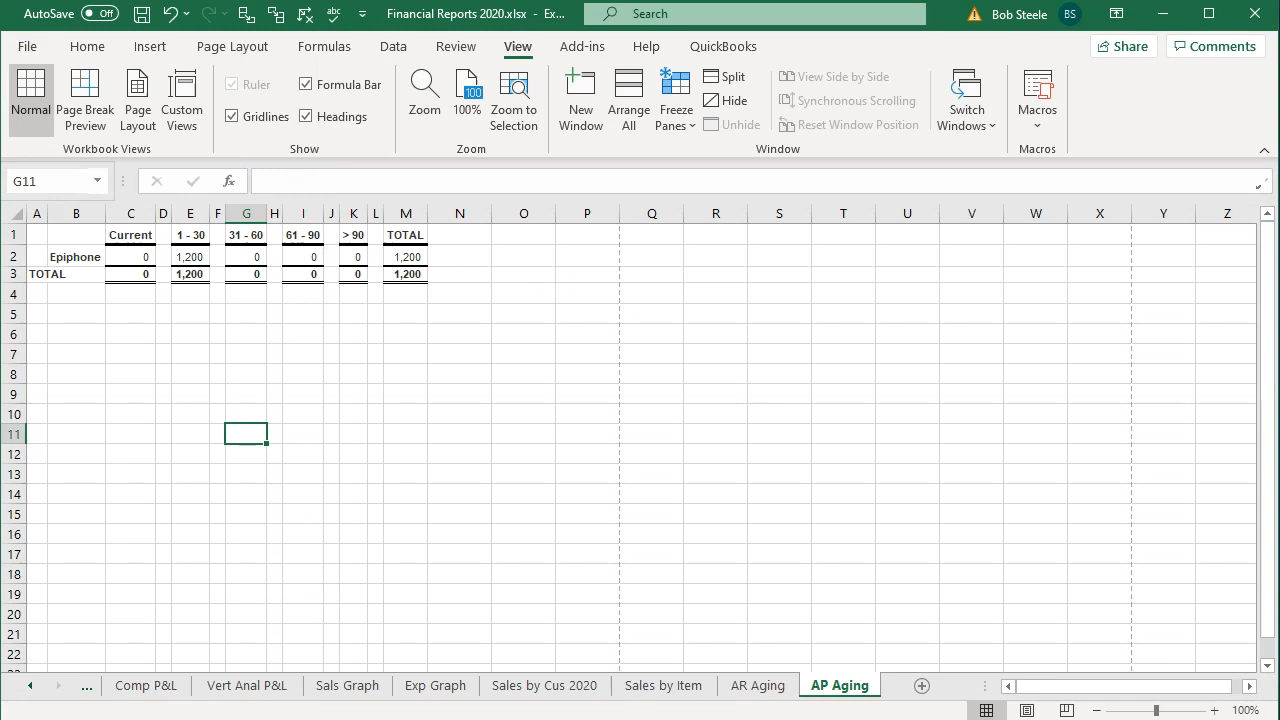 AutoSave Off Financial Reports 2020.xlsx - Ex... Search Bob Steele BS
File Home Insert Page Layout Formulas Data Review View Add-ins Help QuickBooks Share Comments
Normal Page Break Preview Page Layout Custom Views
Workbook Views
Ruler Formula Bar
Gridlines Headings
Show
Zoom 100 100% Zoom to Selection
Zoom
New Window Arrange All Freeze Panes
Split View Side by Side
Hide Synchronous Scrolling
Unhide Reset Window Position
Switch Windows
Window
Macros
Macros
G11 fx
A B C D E F G H I J K L M N O P Q R S T U V W X Y Z
1 Current 1 - 30 31 - 60 61 - 90 > 90 TOTAL
2 Epiphone 0 1,200 0 0 0 1,200
3 TOTAL 0 1,200 0 0 0 1,200
4
5
6
7
8
9
10
11
12
13
14
15
16
17
18
19
20
21
22
... Comp P&L Vert Anal P&L Sals Graph Exp Graph Sales by Cus 2020 Sales by Item AR Aging AP Aging
100%